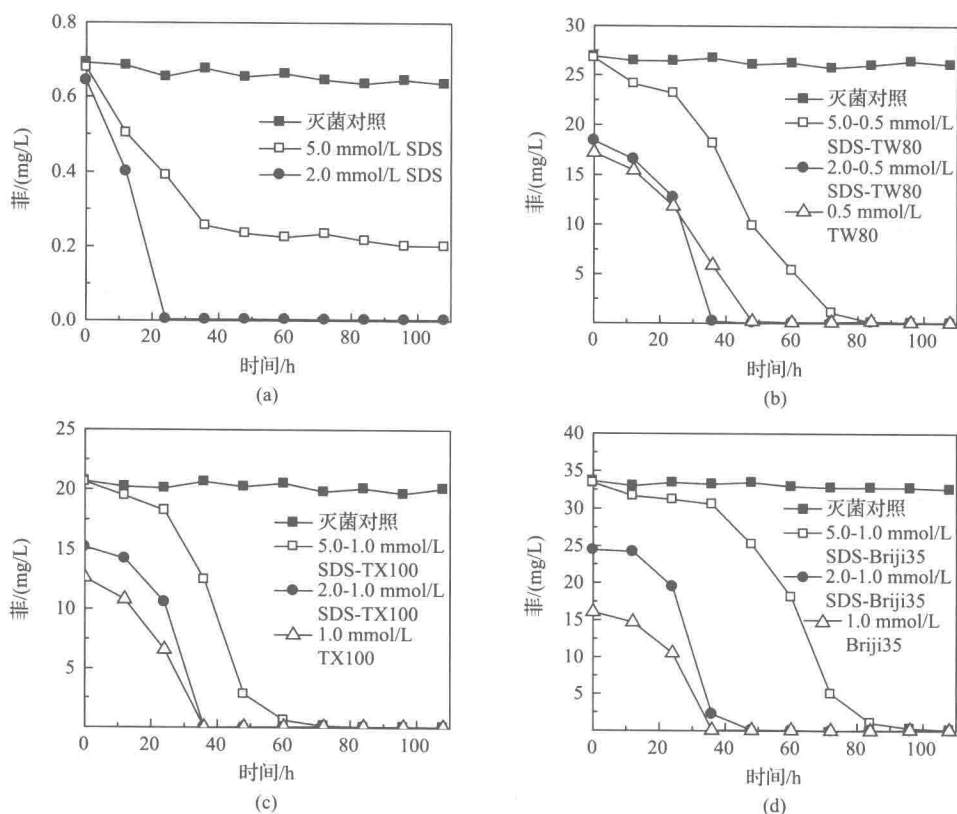 0.8
0.6
0.4
0.2
0.0
菲/(mg/L)
灭菌对照
5.0 mmol/L SDS
2.0 mmol/L SDS
0 20 40 60 80 100
时间/h
(a)
30
25
20
15
10
5
菲/(mg/L)
灭菌对照
5.0-0.5 mmol/L
SDS-TW80
2.0-0.5 mmol/L
SDS-TW80
0.5 mmol/L
TW80
0 20 40 60 80 100
时间/h
(b)
25
20
15
10
5
菲/(mg/L)
灭菌对照
5.0-1.0 mmol/L
SDS-TX100
2.0-1.0 mmol/L
SDS-TX100
1.0 mmol/L
TX100
0 20 40 60 80 100
时间/h
(c)
40
35
30
25
20
15
10
5
菲/(mg/L)
灭菌对照
5.0-1.0 mmol/L
SDS-Briji35
2.0-1.0 mmol/L
SDS-Briji35
1.0 mmol/L
Briji35
0 20 40 60 80 100
时间/h
(d)